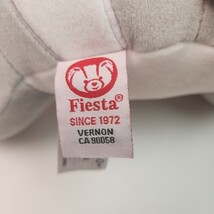 Fiesta®
SINCE 1972
VERNON
CA 90058